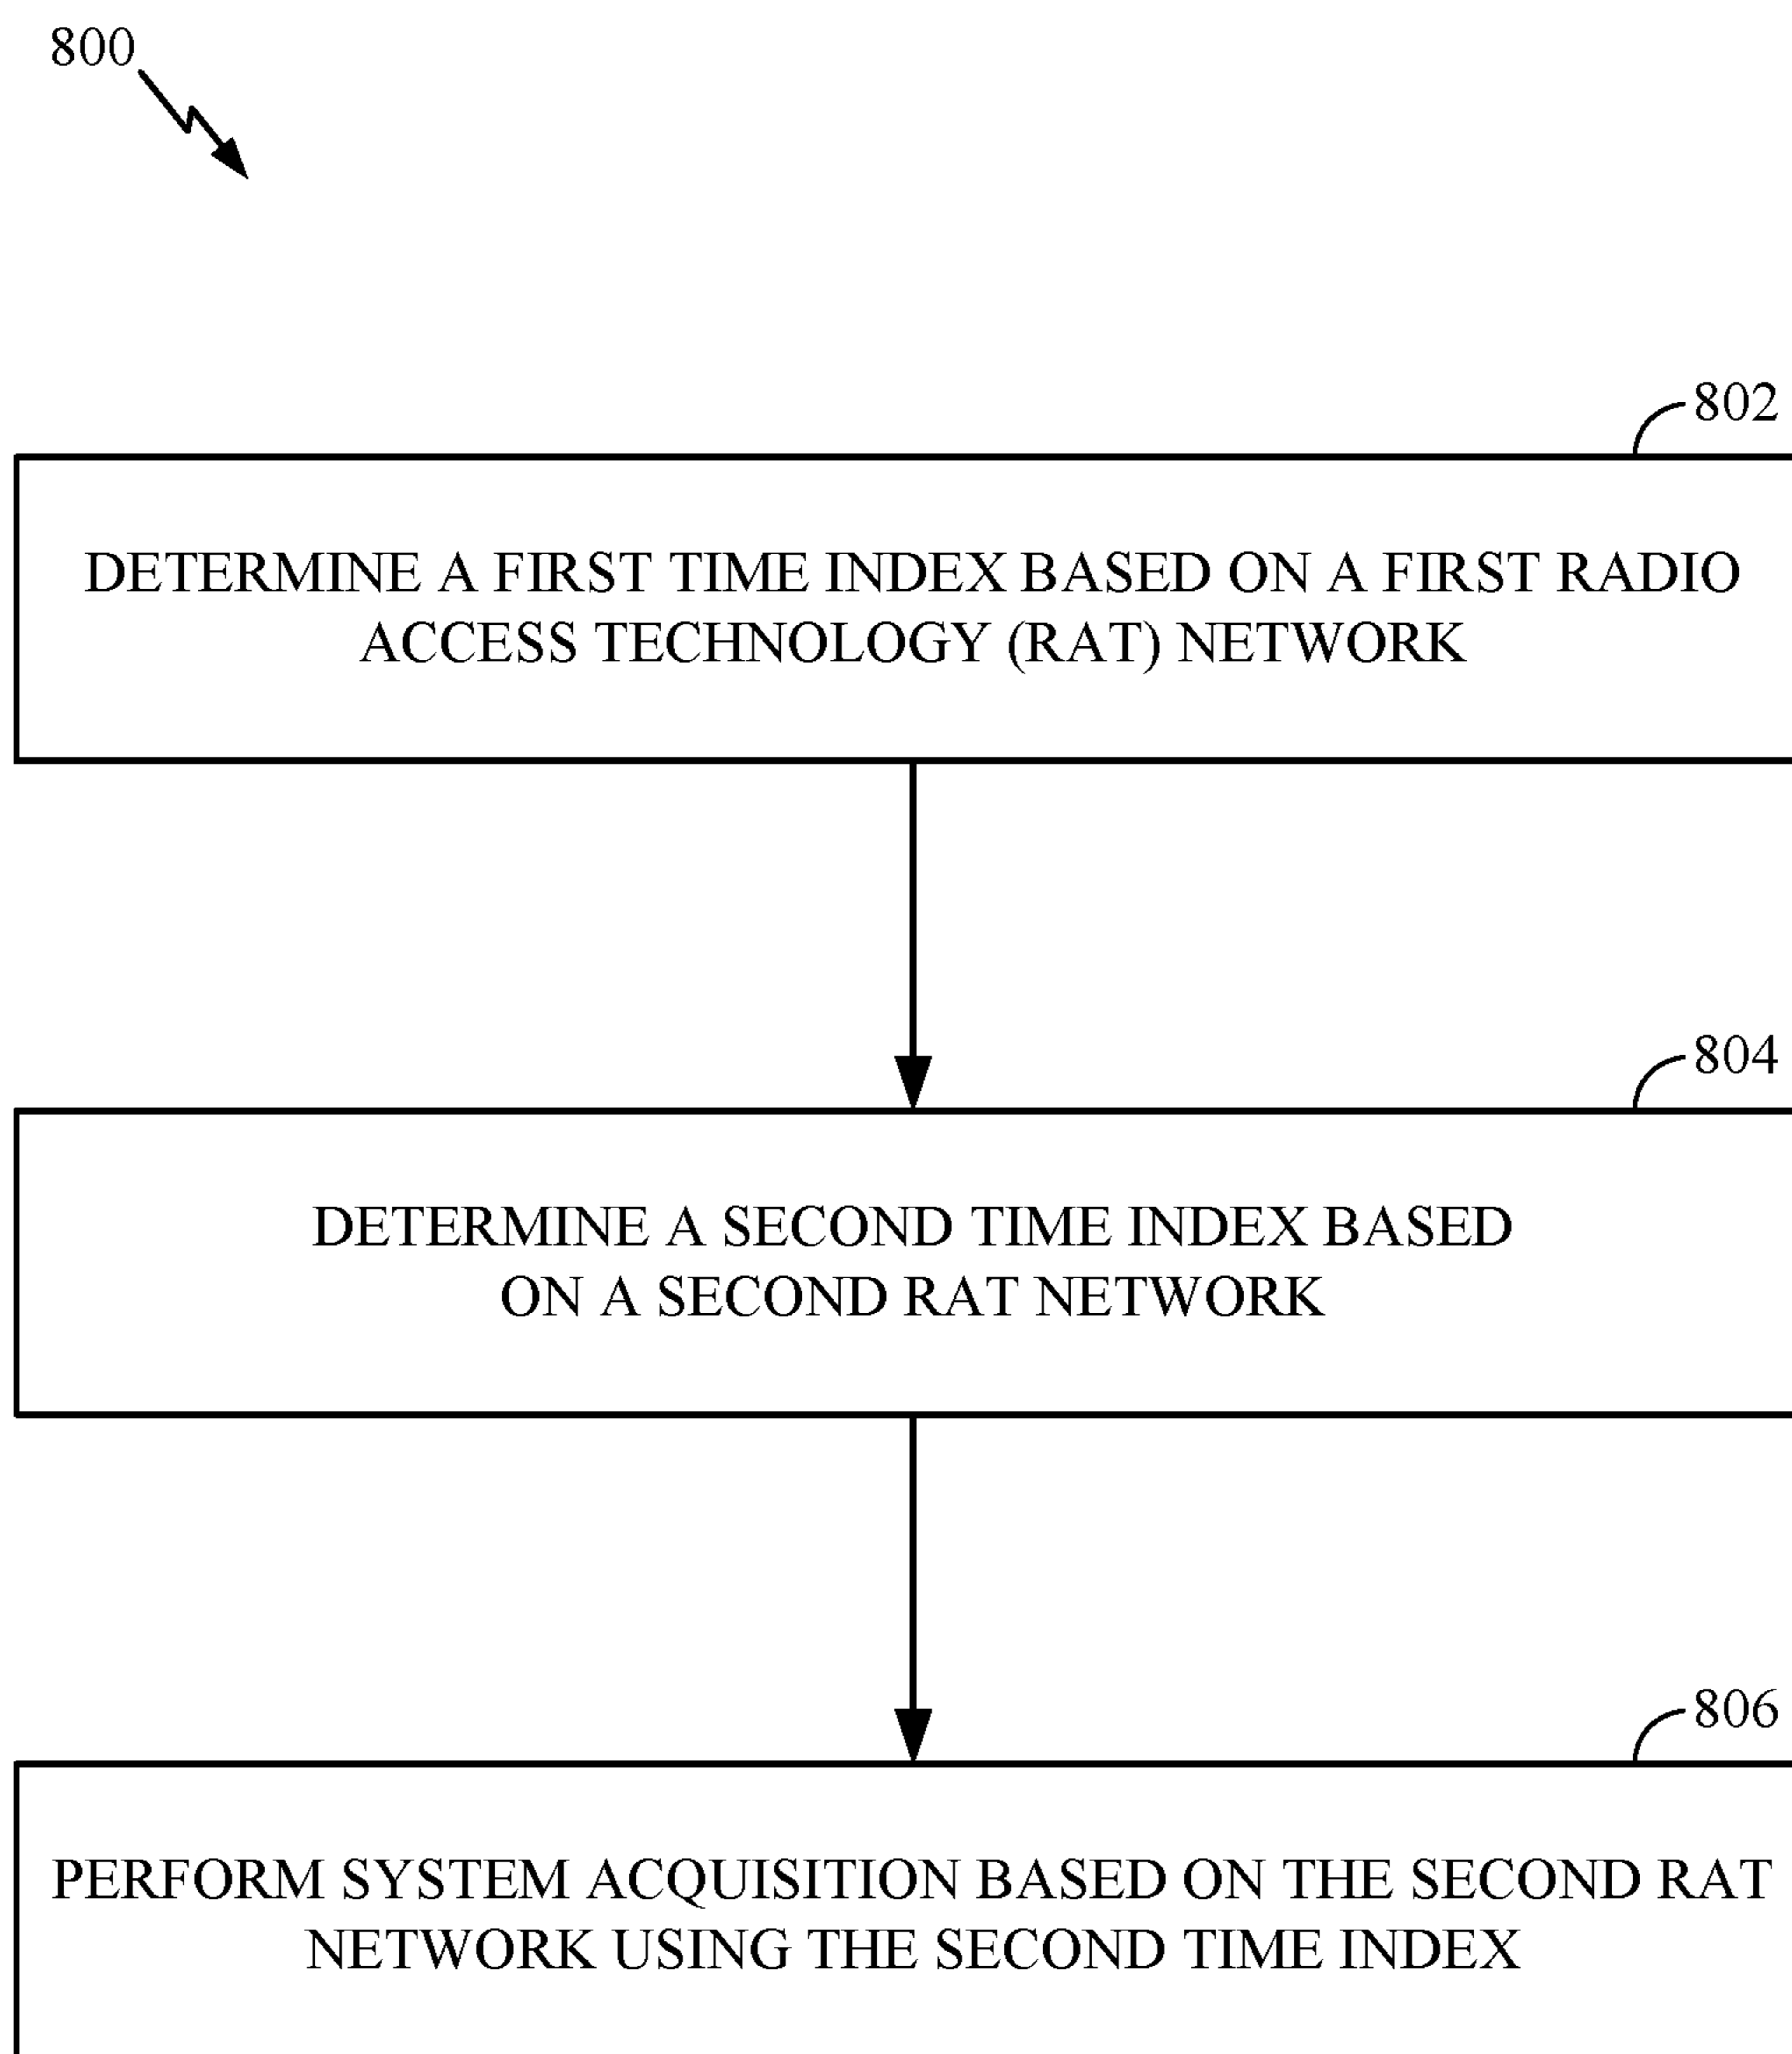 800
802
DETERMINE A FIRST TIME INDEX BASED ON A FIRST RADIO
ACCESS TECHNOLOGY (RAT) NETWORK
804
DETERMINE A SECOND TIME INDEX BASED
ON A SECOND RAT NETWORK
806
PERFORM SYSTEM ACQUISITION BASED ON THE SECOND RAT
NETWORK USING THE SECOND TIME INDEX